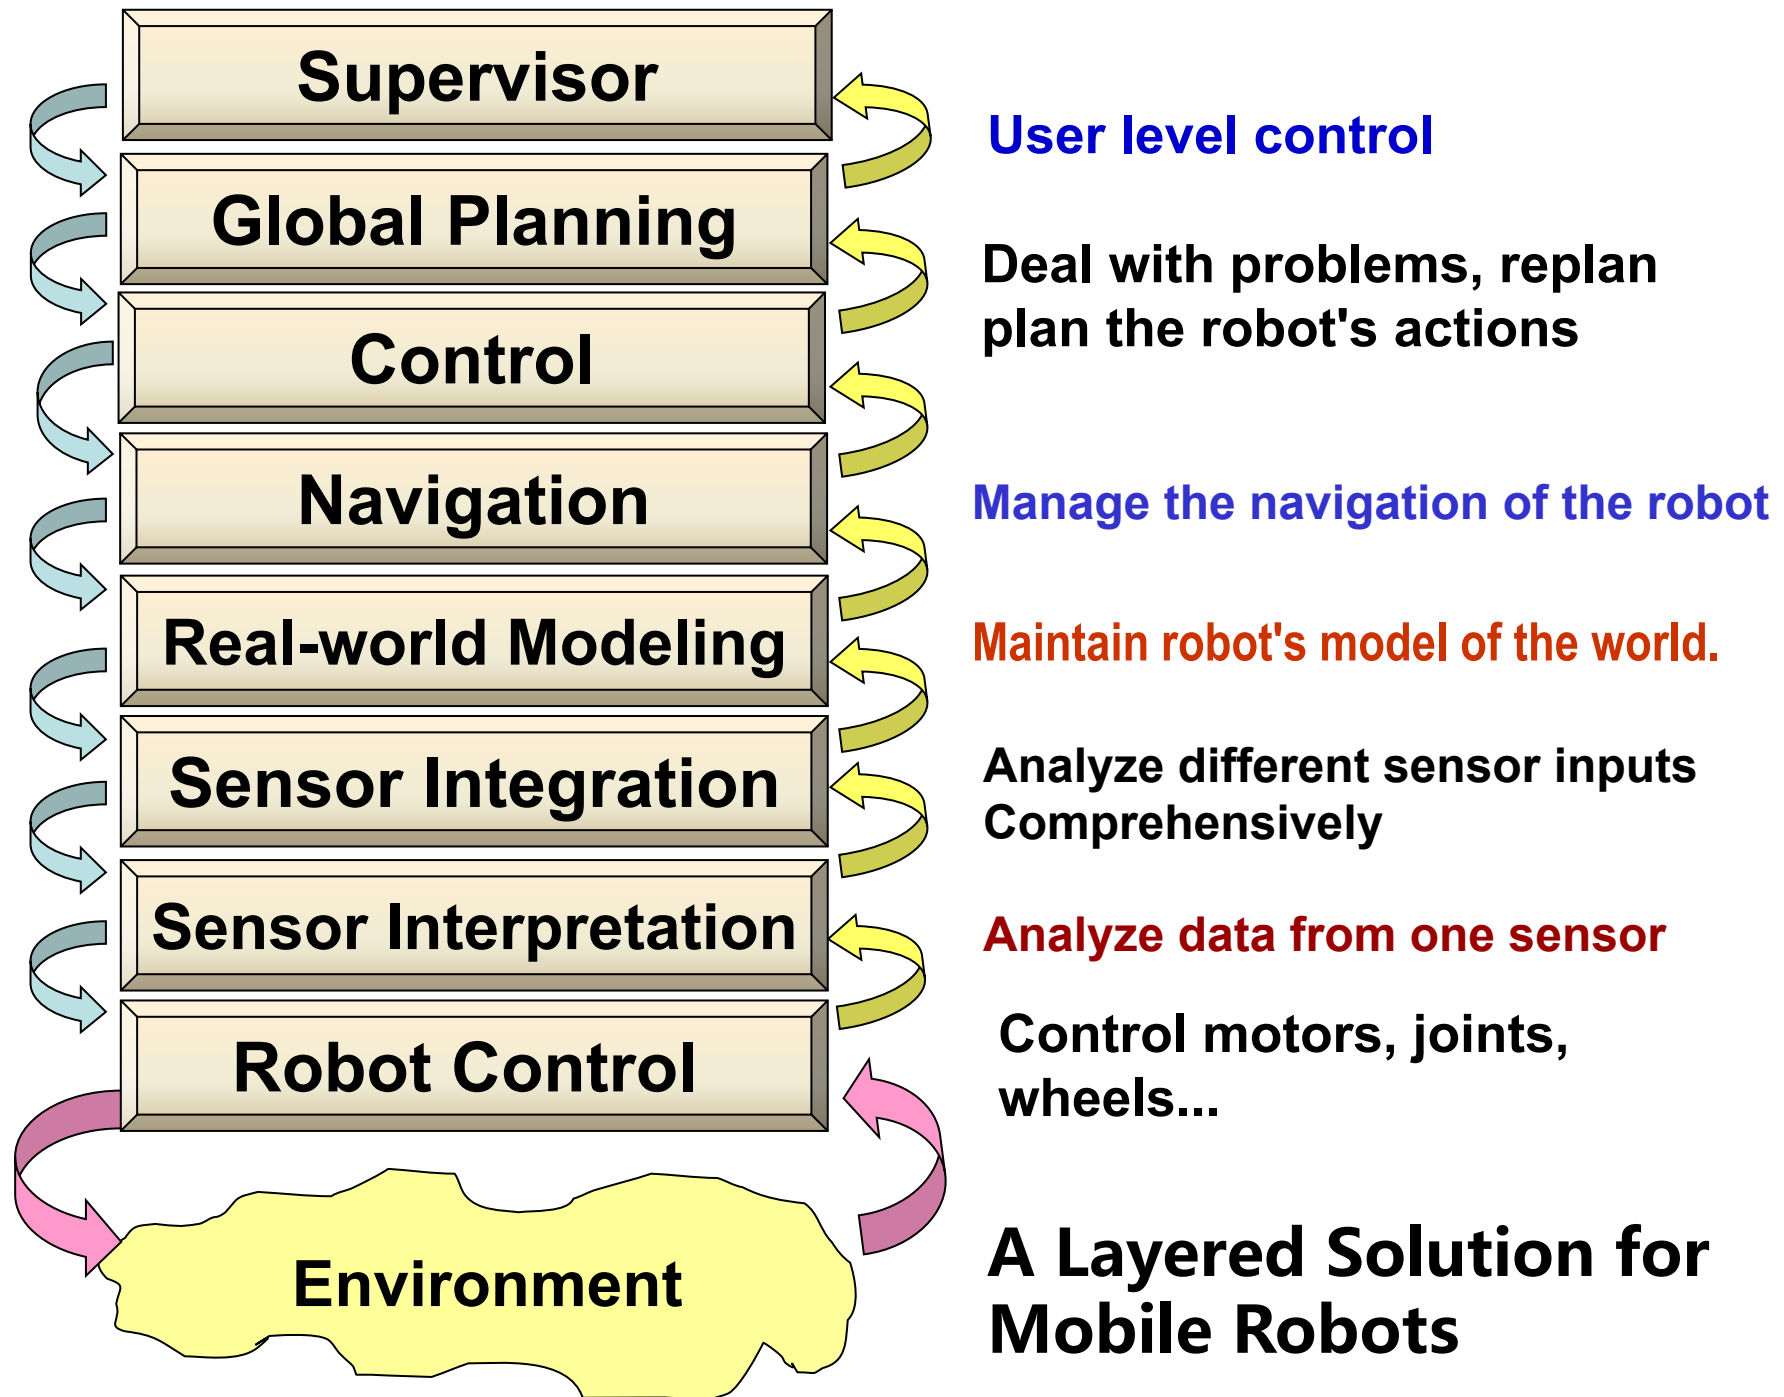 Supervisor
User level control
Global Planning
Deal with problems, replan
plan the robot's actions
Control
Navigation
Manage the navigation of the robot
Real-world Modeling
Maintain robot's model of the world.
Sensor Integration
Analyze different sensor inputs
Comprehensively
Sensor Interpretation
Analyze data from one sensor
Robot Control
Control motors, joints,
wheels...
Environment
A Layered Solution for
Mobile Robots